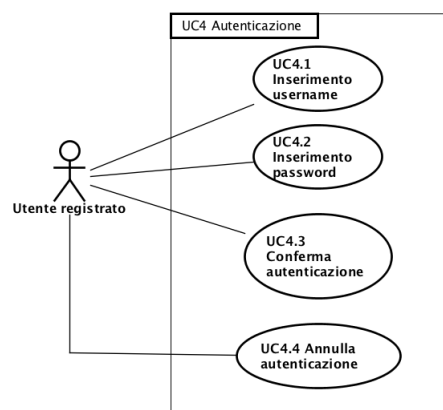 UC4 Autenticazione
UC4.1
Inserimento
username
UC4.2
Inserimento
password
Utente registrato
UC4.3
Conferma
autenticazione
UC4.4 Annulla
autenticazione